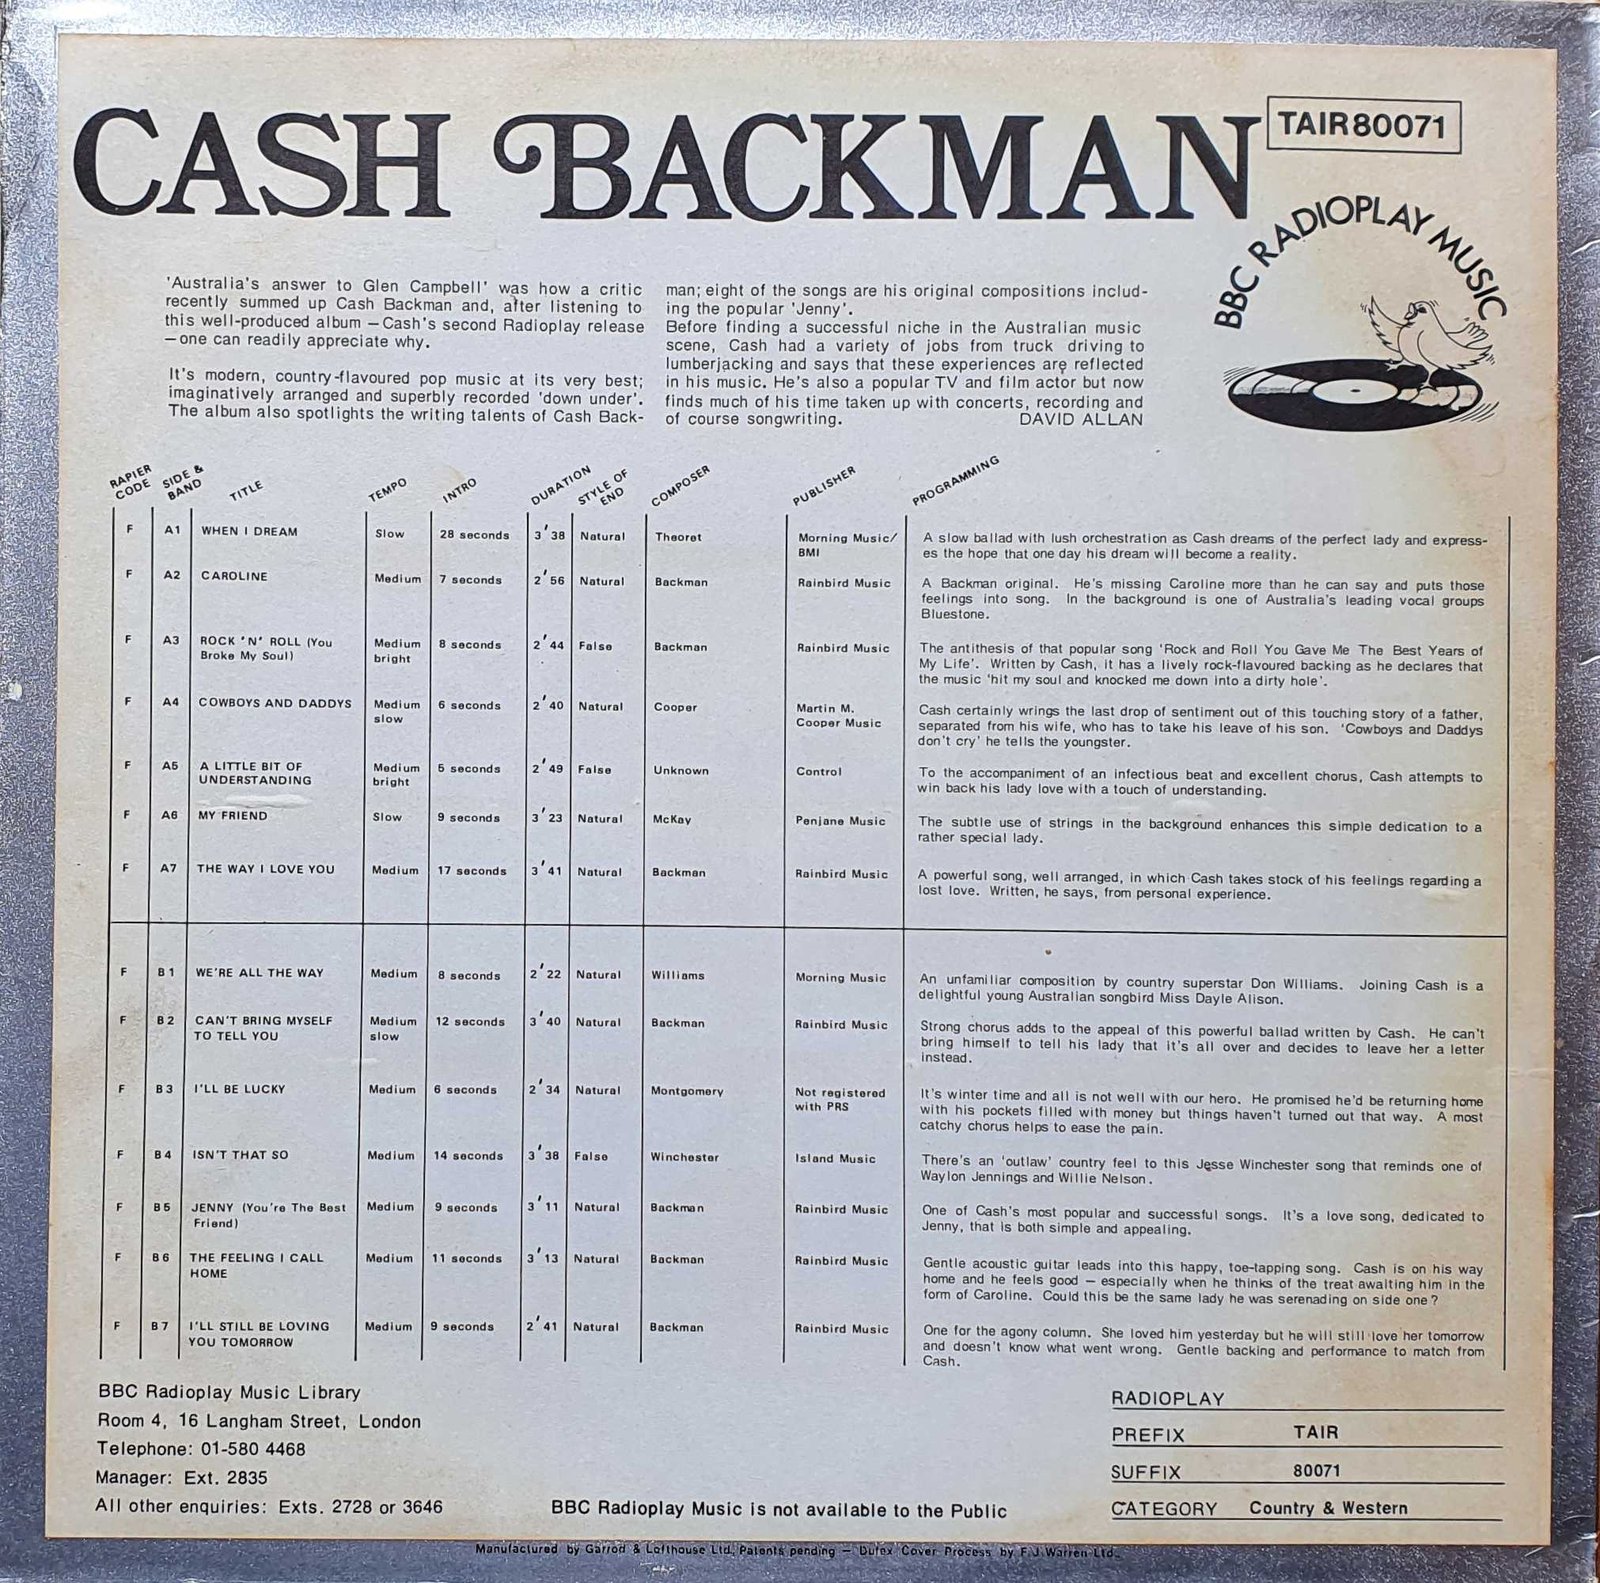 CASH BACKMAN
TAIR80071
BBC RADIOPLAY MUSIC
'Australia's answer to Glen Campbell' was how a critic
recently summed up Cash Backman and, after listening to
this well-produced album — Cash's second Radioplay release
— one can readily appreciate why.
It's modern, country-flavoured pop music at its very best;
imaginatively arranged and superbly recorded 'down under'.
The album also spotlights the writing talents of Cash Back-
man; eight of the songs are his original compositions includ-
ing the popular 'Jenny'.
Before finding a successful niche in the Australian music
scene, Cash had a variety of jobs from truck driving to
lumberjacking and says that these experiences are reflected
in his music. He's also a popular TV and film actor but now
finds much of his time taken up with concerts, recording and
of course songwriting. DAVID ALLAN
RAPIER CODE SIDE & BAND TITLE TEMPO INTRO DURATION STYLE OF END COMPOSER PUBLISHER PROGRAMMING
F A1 WHEN I DREAM Slow 28 seconds 3'38 Natural Theoret Morning Music/ A slow ballad with lush orchestration as Cash dreams of the perfect lady and express-
BMI es the hope that one day his dream will become a reality.
F A2 CAROLINE Medium 7 seconds 2'56 Natural Backman Rainbird Music A Backman original. He's missing Caroline more than he can say and puts those
feelings into song. In the background is one of Australia's leading vocal groups
Bluestone.
F A3 ROCK 'N' ROLL (You Medium 8 seconds 2'44 False Backman Rainbird Music The antithesis of that popular song 'Rock and Roll You Gave Me The Best Years of
Broke My Soul) bright My Life'. Written by Cash, it has a lively rock-flavoured backing as he declares that
the music 'hit my soul and knocked me down into a dirty hole'.
F A4 COWBOYS AND DADDYS Medium 6 seconds 2'40 Natural Cooper Martin M. Cash certainly wrings the last drop of sentiment out of this touching story of a father,
slow Cooper Music separated from his wife, who has to take his leave of his son. 'Cowboys and Daddys
don't cry' he tells the youngster.
F A5 A LITTLE BIT OF Medium 5 seconds 2'49 False Unknown Control To the accompaniment of an infectious beat and excellent chorus, Cash attempts to
UNDERSTANDING bright win back his lady love with a touch of understanding.
F A6 MY FRIEND Slow 9 seconds 3'23 Natural McKay Penjane Music The subtle use of strings in the background enhances this simple dedication to a
rather special lady.
F A7 THE WAY I LOVE YOU Medium 17 seconds 3'41 Natural Backman Rainbird Music A powerful song, well arranged, in which Cash takes stock of his feelings regarding a
lost love. Written, he says, from personal experience.
F B1 WE'RE ALL THE WAY Medium 8 seconds 2'22 Natural Williams Morning Music An unfamiliar composition by country superstar Don Williams. Joining Cash is a
delightful young Australian songbird Miss Dayle Alison.
F B2 CAN'T BRING MYSELF Medium 12 seconds 3'40 Natural Backman Rainbird Music Strong chorus adds to the appeal of this powerful ballad written by Cash. He can't
TO TELL YOU slow bring himself to tell his lady that it's all over and decides to leave her a letter
instead.
F B3 I'LL BE LUCKY Medium 6 seconds 2'34 Natural Montgomery Not registered It's winter time and all is not well with our hero. He promised he'd be returning home
with PRS with his pockets filled with money but things haven't turned out that way. A most
catchy chorus helps to ease the pain.
F B4 ISN'T THAT SO Medium 14 seconds 3'38 False Winchester Island Music There's an 'outlaw' country feel to this Jesse Winchester song that reminds one of
Waylon Jennings and Willie Nelson.
F B5 JENNY (You're The Best Medium 9 seconds 3'11 Natural Backman Rainbird Music One of Cash's most popular and successful songs. It's a love song, dedicated to
Friend) Jenny, that is both simple and appealing.
F B6 THE FEELING I CALL Medium 11 seconds 3'13 Natural Backman Rainbird Music Gentle acoustic guitar leads into this happy, toe-tapping song. Cash is on his way
HOME home and he feels good — especially when he thinks of the treat awaiting him in the
form of Caroline. Could this be the same lady he was serenading on side one?
F B7 I'LL STILL BE LOVING Medium 9 seconds 2'41 Natural Backman Rainbird Music One for the agony column. She loved him yesterday but he will still love her tomorrow
YOU TOMORROW and doesn't know what went wrong. Gentle backing and performance to match from
Cash.
BBC Radioplay Music Library
Room 4, 16 Langham Street, London
Telephone: 01-580 4468
Manager: Ext. 2835
All other enquiries: Exts. 2728 or 3646
BBC Radioplay Music is not available to the Public
RADIOPLAY
PREFIX TAIR
SUFFIX 80071
CATEGORY Country & Western
Manufactured by Garrod & Lofthouse Ltd, Patents pending — Dufex Cover Process by F.J. Warren Ltd.